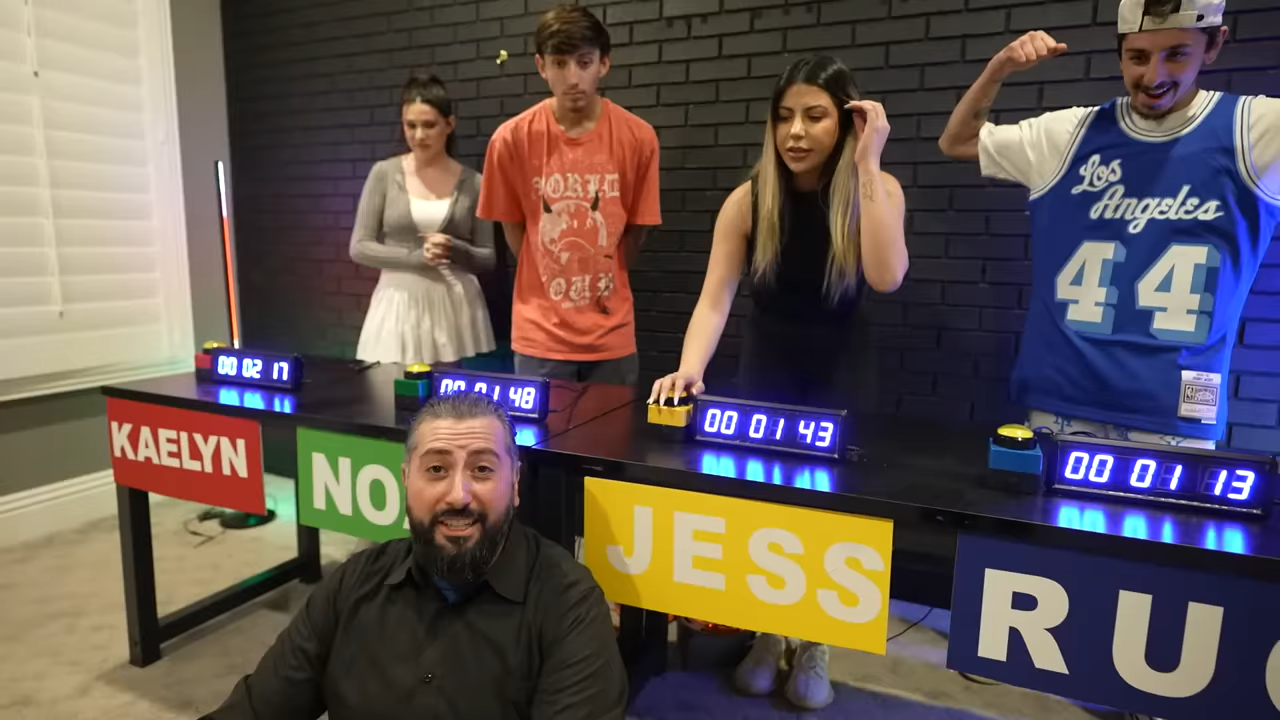 Los
Angeles
44
00 02 17
00 01 48
00 01 43
00 01 13
KAELYN
NO
JESS
RU